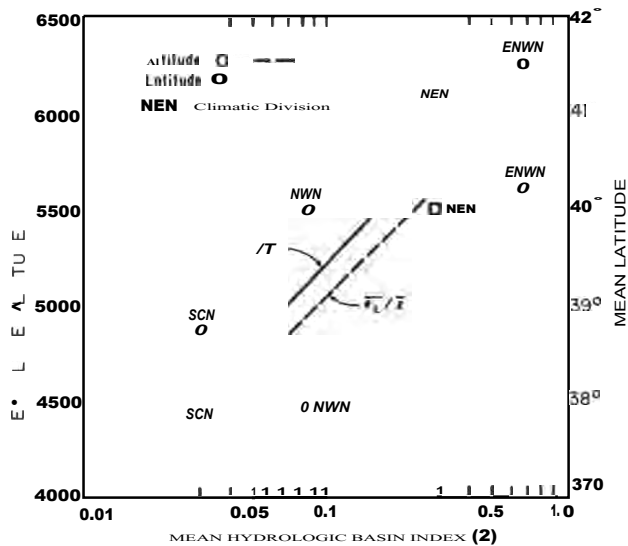 6500
42°
ENWN
O
Altitude
Latitude O
NEN Climatic Division
NEN
6000
41
ENWN
O
NWN
O
NEN
5500
40°
/T
5000
39°
SCN
O
SCN
0 NWN
4500
38°
4000
370
0.01
0.05
0.1
0.5
1.0
MEAN HYDROLOGIC BASIN INDEX (2)
MEAN LATITUDE